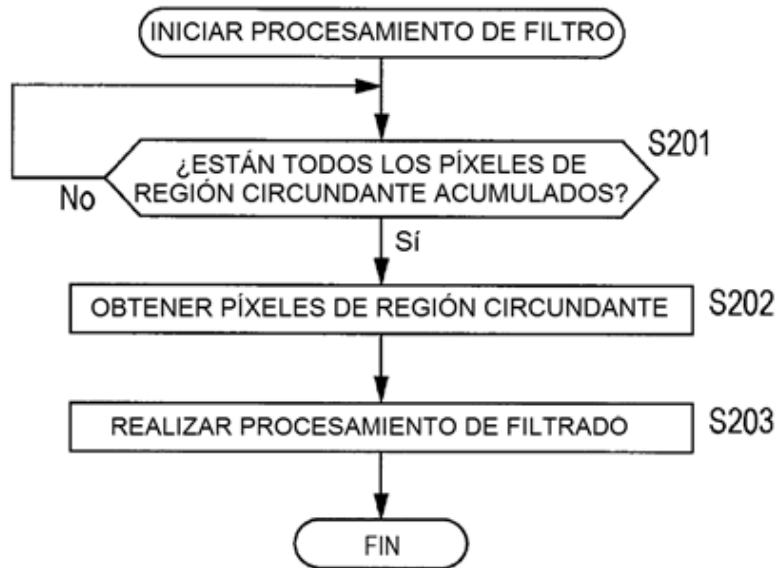 INICIAR PROCESAMIENTO DE FILTRO
¿ESTÁN TODOS LOS PÍXELES DE
REGIÓN CIRCUNDANTE ACUMULADOS?
S201
No
Sí
OBTENER PÍXELES DE REGIÓN CIRCUNDANTE
S202
REALIZAR PROCESAMIENTO DE FILTRADO
S203
FIN